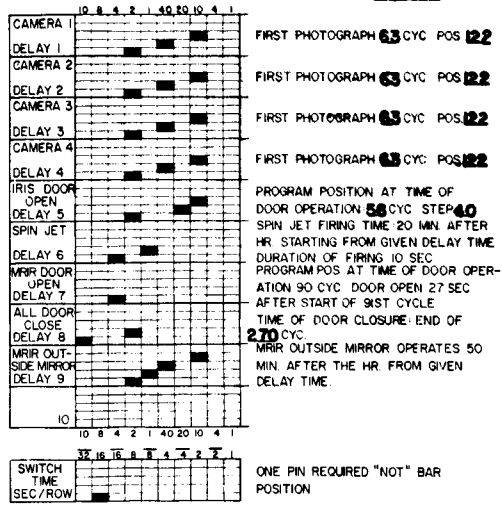 10 8 4 2 1 40 20 10 4 1
CAMERA 1
DELAY 1
FIRST PHOTOGRAPH 63 CYC POS 122
CAMERA 2
DELAY 2
FIRST PHOTOGRAPH 63 CYC POS 122
CAMERA 3
DELAY 3
FIRST PHOTOGRAPH 63 CYC POS. 122
CAMERA 4
DELAY 4
FIRST PHOTOGRAPH 63 CYC POS 122
IRIS DOOR
OPEN
DELAY 5
PROGRAM POSITION AT TIME OF
DOOR OPERATION: 56 CYC STEP 40
SPIN JET
DELAY 6
SPIN JET FIRING TIME: 20 MIN. AFTER
HR. STARTING FROM GIVEN DELAY TIME
DURATION OF FIRING 10 SEC
MRIR DOOR
OPEN
DELAY 7
PROGRAM POS AT TIME OF DOOR OPER-
ATION 90 CYC DOOR OPEN 27 SEC
AFTER START OF 91ST CYCLE
ALL DOOR
CLOSE
DELAY 8
TIME OF DOOR CLOSURE: END OF
270 CYC.
MRIR OUT-
SIDE MIRROR
DELAY 9
MRIR OUTSIDE MIRROR OPERATES 50
MIN. AFTER THE HR. FROM GIVEN
DELAY TIME.
10
10 8 4 2 1 40 20 10 4 1
32 16 16 8 8 4 4 2 2 1
SWITCH
TIME
SEC/ROW
ONE PIN REQUIRED "NOT" BAR
POSITION